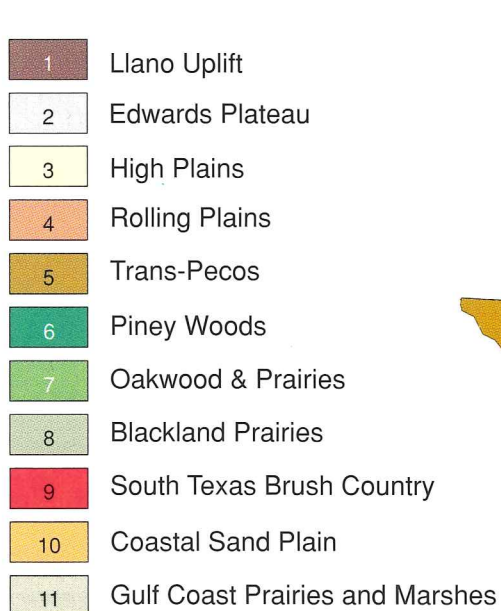 1 Llano Uplift
2 Edwards Plateau
3 High Plains
4 Rolling Plains
5 Trans-Pecos
6 Piney Woods
7 Oakwood & Prairies
8 Blackland Prairies
9 South Texas Brush Country
10 Coastal Sand Plain
11 Gulf Coast Prairies and Marshes